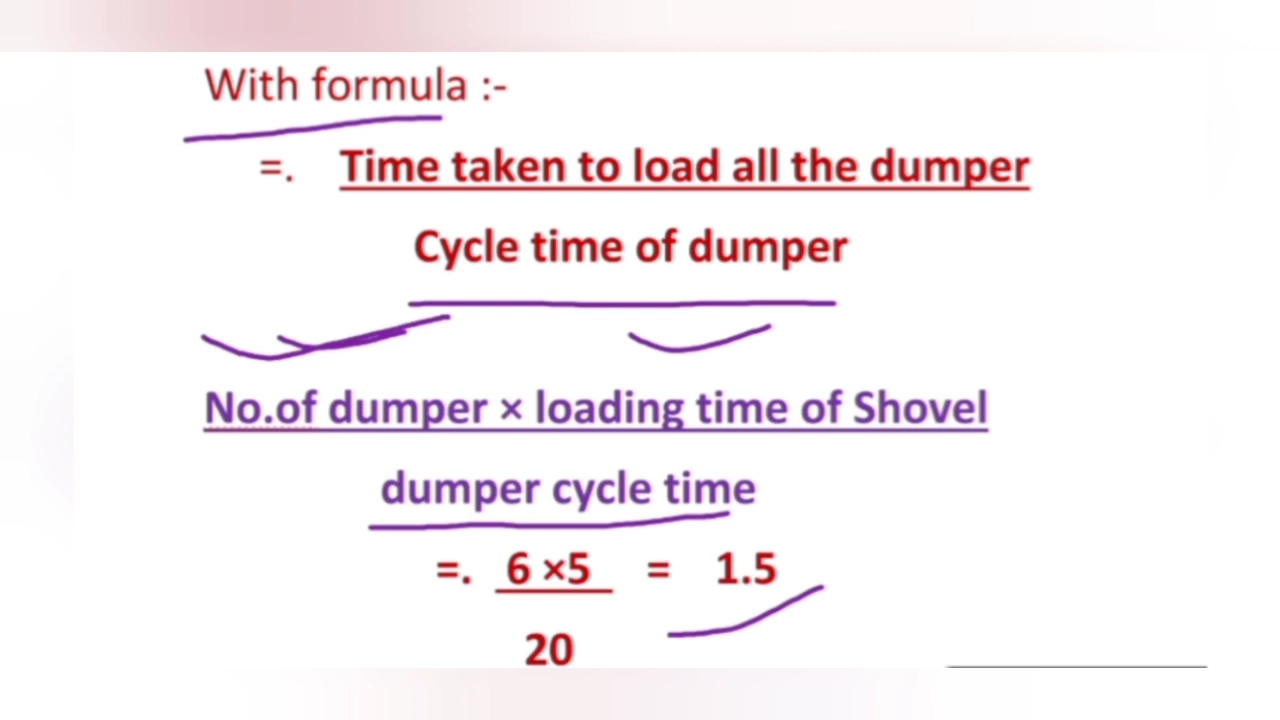 With formula :-
=. Time taken to load all the dumper
Cycle time of dumper
No.of dumper × loading time of Shovel
dumper cycle time
=. 6 ×5 = 1.5
20